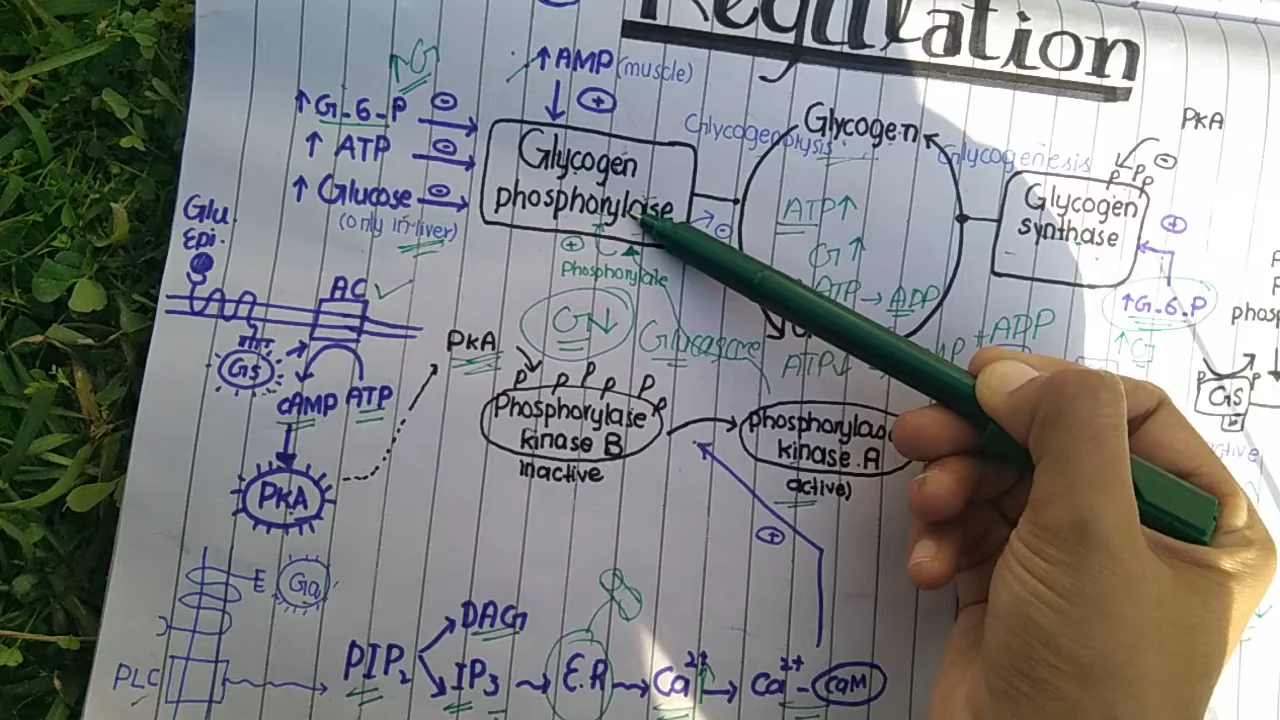 Regulation
↑G
↑AMP (muscle)
+
↑G-6-P -
↑ATP -
↑Glucose -
(only in liver)
Glycogen
phosphorylase
Glycogenolysis
Glycogen
Glycogenesis
PKA
-
P P P
Glycogen
synthase
+
↑G-6-P
↑G
ATP↑
G↑
ATP→ADP
ATP↓
+ADP
-
+
Phosphorylate
G↓
Glucagone
Glu
Epi.
AC
Gs
cAMP
ATP
PKA
PKA
P P P P P P
Phosphorylase
kinase B
inactive
kinase A
active)
P
GS
+
E
Gq
PLC
PIP2
DAG
IP3
E.R
Ca2+↑
Ca2+-CaM